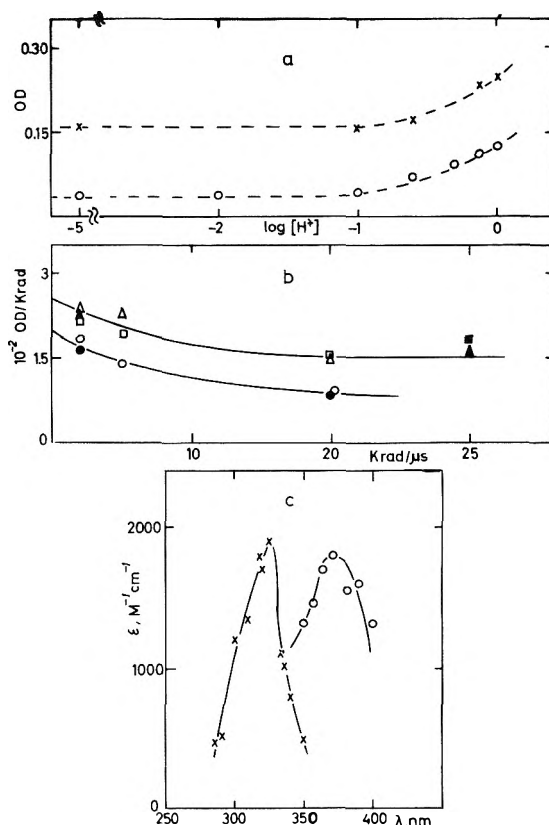 a
0.30
OD
0.15
-5
-2
-1
0
log [H⁺]
b
3
10⁻² OD/Krad
1.5
0
10
20
25
Krad/μs
c
2000
ε, M⁻¹cm⁻¹
1000
0
250
300
350
400
λ nm